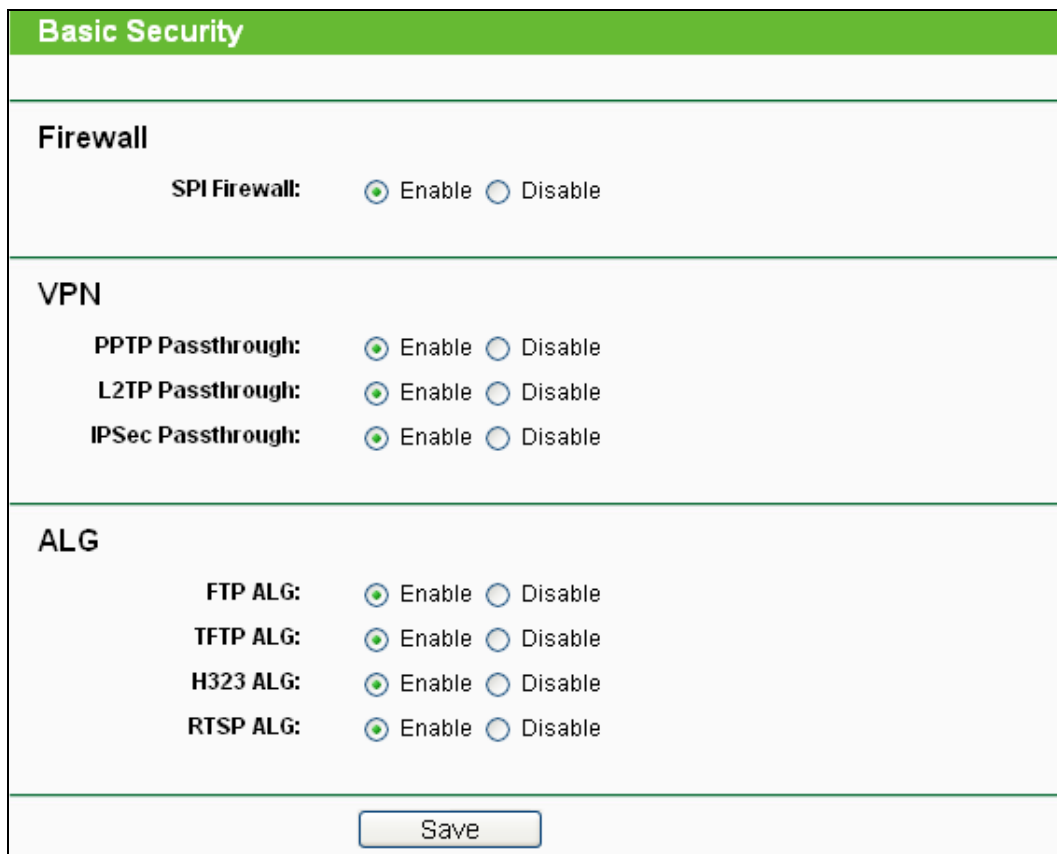 Basic Security
Firewall
SPI Firewall: Enable Disable
VPN
PPTP Passthrough: Enable Disable
L2TP Passthrough: Enable Disable
IPSec Passthrough: Enable Disable
ALG
FTP ALG: Enable Disable
TFTP ALG: Enable Disable
H323 ALG: Enable Disable
RTSP ALG: Enable Disable
Save